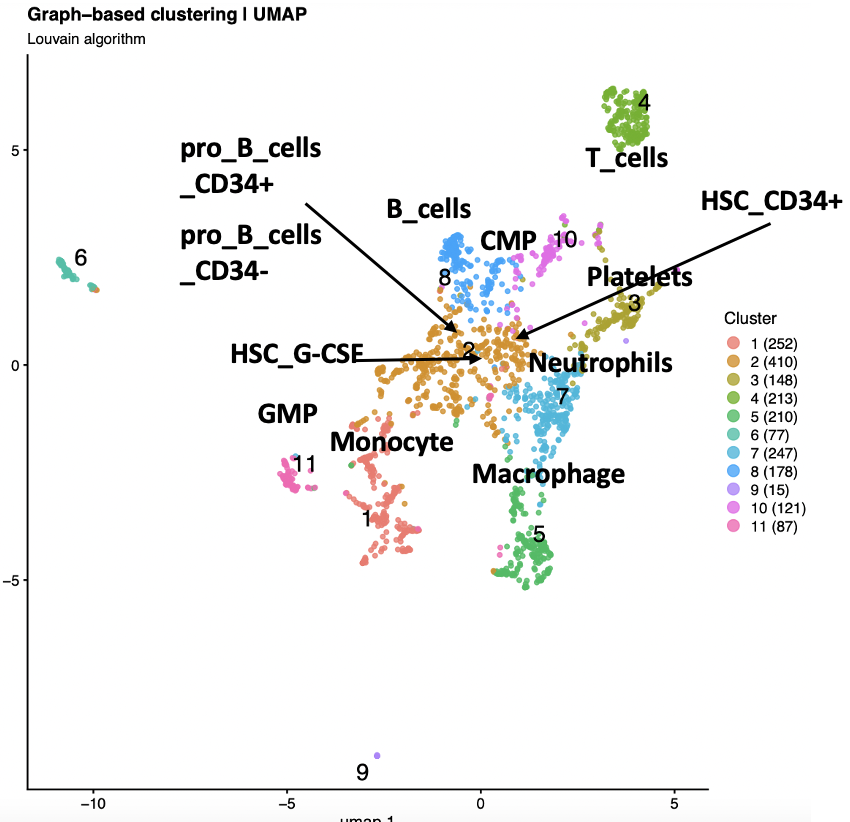 Graph–based clustering | UMAP
Louvain algorithm
4
5
pro_B_cells
_CD34+
T_cells
HSC_CD34+
B_cells
pro_B_cells
_CD34-
CMP
10
6
8
Platelets
3
Cluster
1 (252)
2 (410)
3 (148)
4 (213)
5 (210)
6 (77)
7 (247)
8 (178)
9 (15)
10 (121)
11 (87)
HSC_G-CSF
2
0
Neutrophils
7
GMP
Monocyte
11
Macrophage
1
5
−5
9
−10
−5
0
5
umap 1